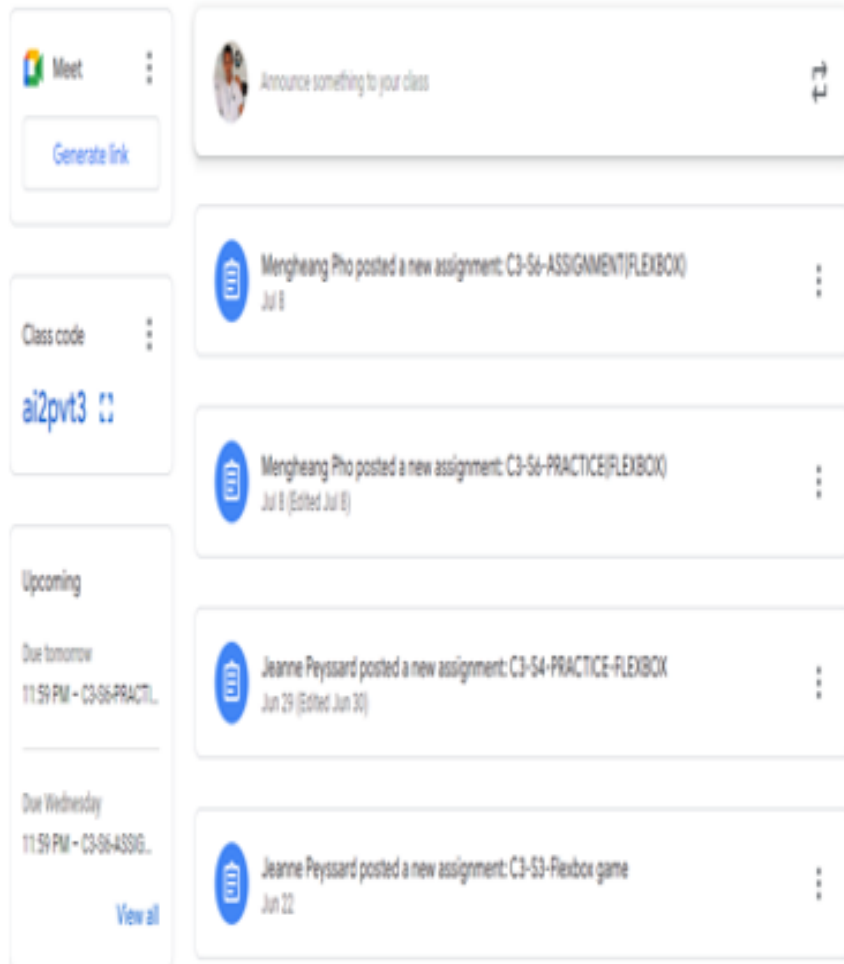 Meet
Generate link
Class code
ai2pvt3
Upcoming
Due tomorrow
11:59 PM – C3-S6-PRACTI...
Due Wednesday
11:59 PM – C3-S6-ASSIG...
View all
Announce something to your class
Mengheang Pho posted a new assignment: C3-S6-ASSIGNMENT(FLEXBOX)
Jul 8
Mengheang Pho posted a new assignment: C3-S6-PRACTICE(FLEXBOX)
Jul 8 (Edited Jul 8)
Jeanne Peyssard posted a new assignment: C3-S4-PRACTICE-FLEXBOX
Jun 29 (Edited Jun 30)
Jeanne Peyssard posted a new assignment: C3-S3-Flexbox game
Jun 22